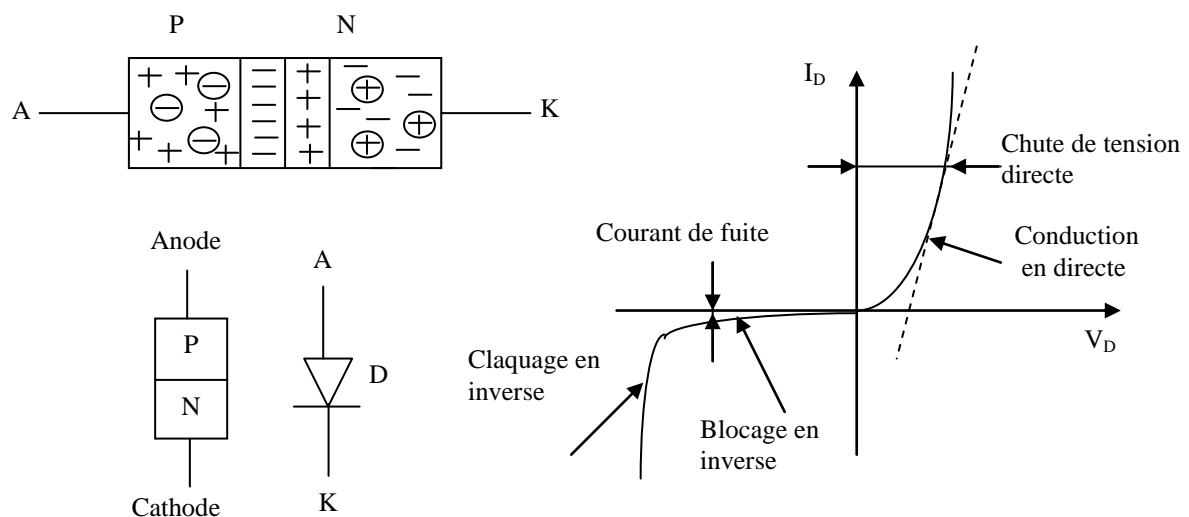 P
N
A
K
Anode
P
N
Cathode
A
D
K
I_D
Chute de tension
directe
Courant de fuite
Conduction
en directe
V_D
Claquage en
inverse
Blocage en
inverse